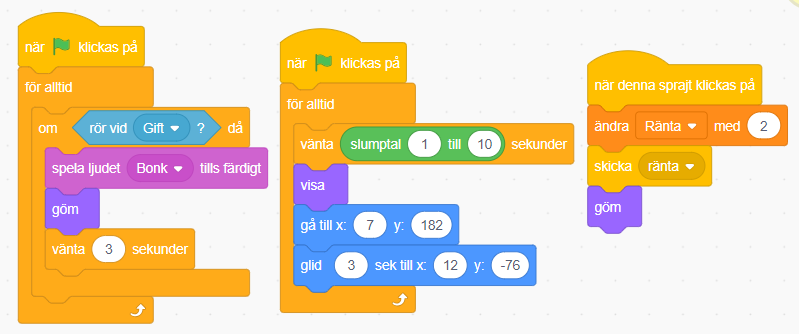 när klickas på
för alltid
om rör vid Gift ? då
spela ljudet Bonk tills färdigt
göm
vänta 3 sekunder
när klickas på
för alltid
vänta slumptal 1 till 10 sekunder
visa
gå till x: 7 y: 182
glid 3 sek till x: 12 y: -76
när denna sprajt klickas på
ändra Ränta med 2
skicka ränta
göm